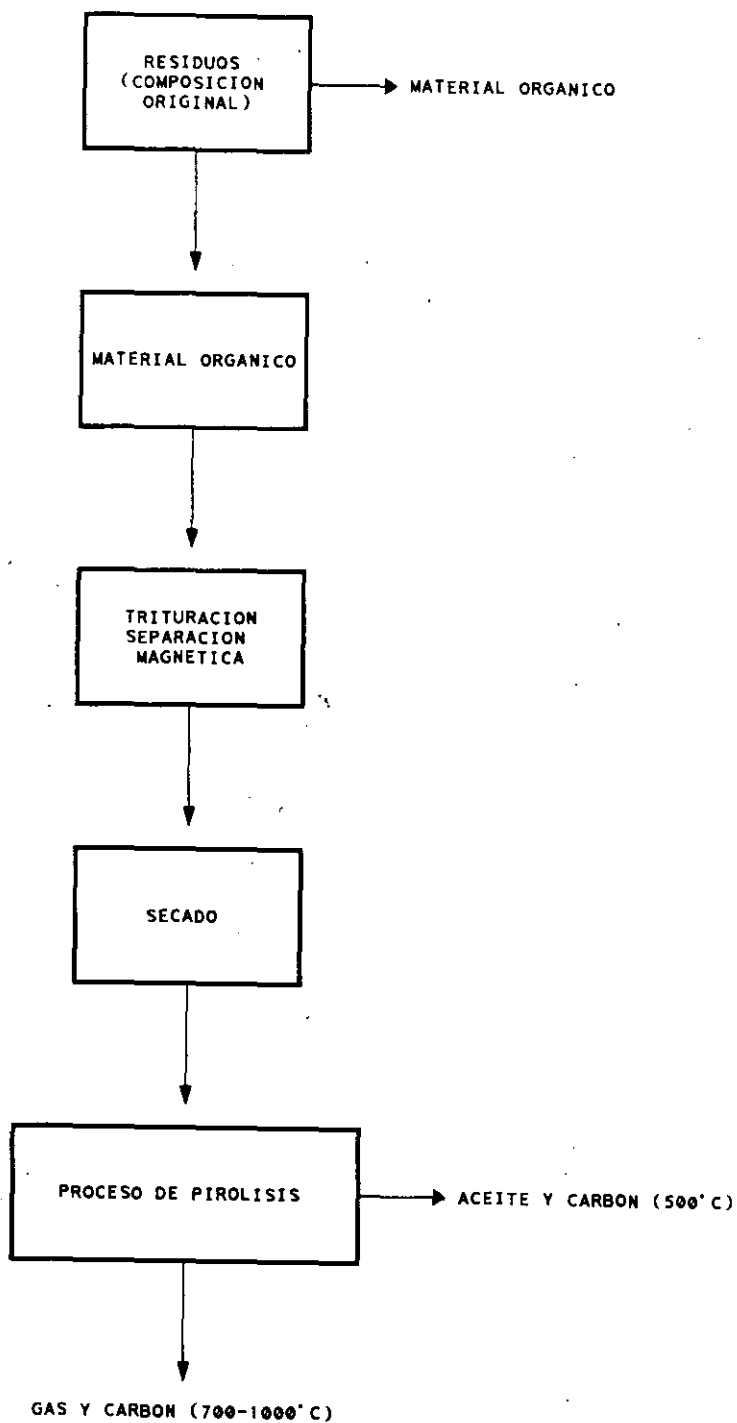 RESIDUOS
(COMPOSICION
ORIGINAL)
MATERIAL ORGANICO
MATERIAL ORGANICO
TRITURACION
SEPARACION
MAGNETICA
SECADO
PROCESO DE PIROLISIS
ACEITE Y CARBON (500°C)
GAS Y CARBON (700-1000°C)